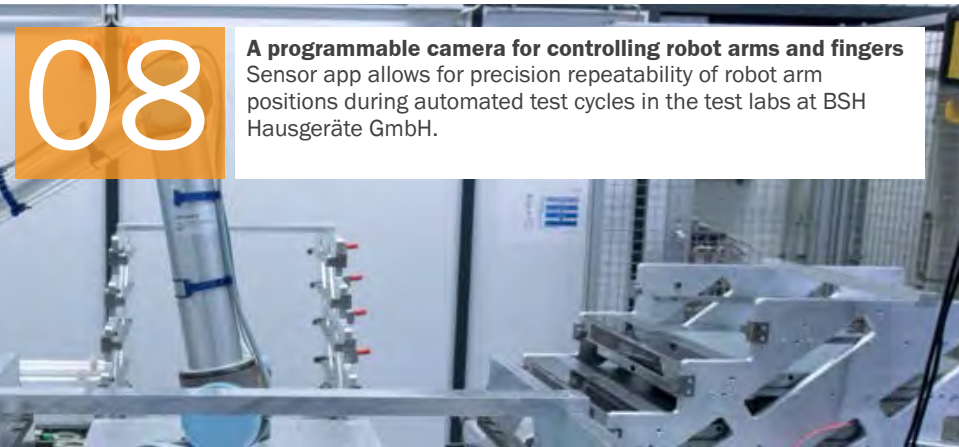 08
A programmable camera for controlling robot arms and fingers
Sensor app allows for precision repeatability of robot arm
positions during automated test cycles in the test labs at BSH
Hausgeräte GmbH.